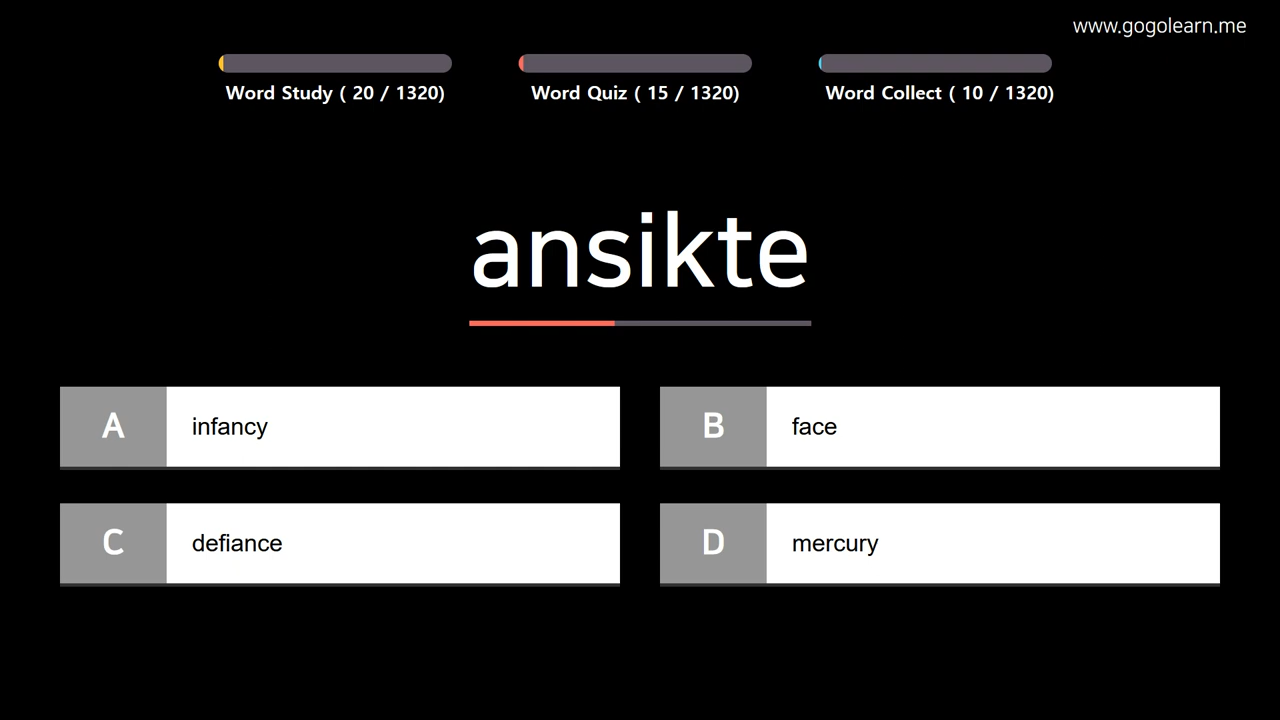 www.gogolearn.me
Word Study ( 20 / 1320)
Word Quiz ( 15 / 1320)
Word Collect ( 10 / 1320)
ansikte
A infancy
B face
C defiance
D mercury